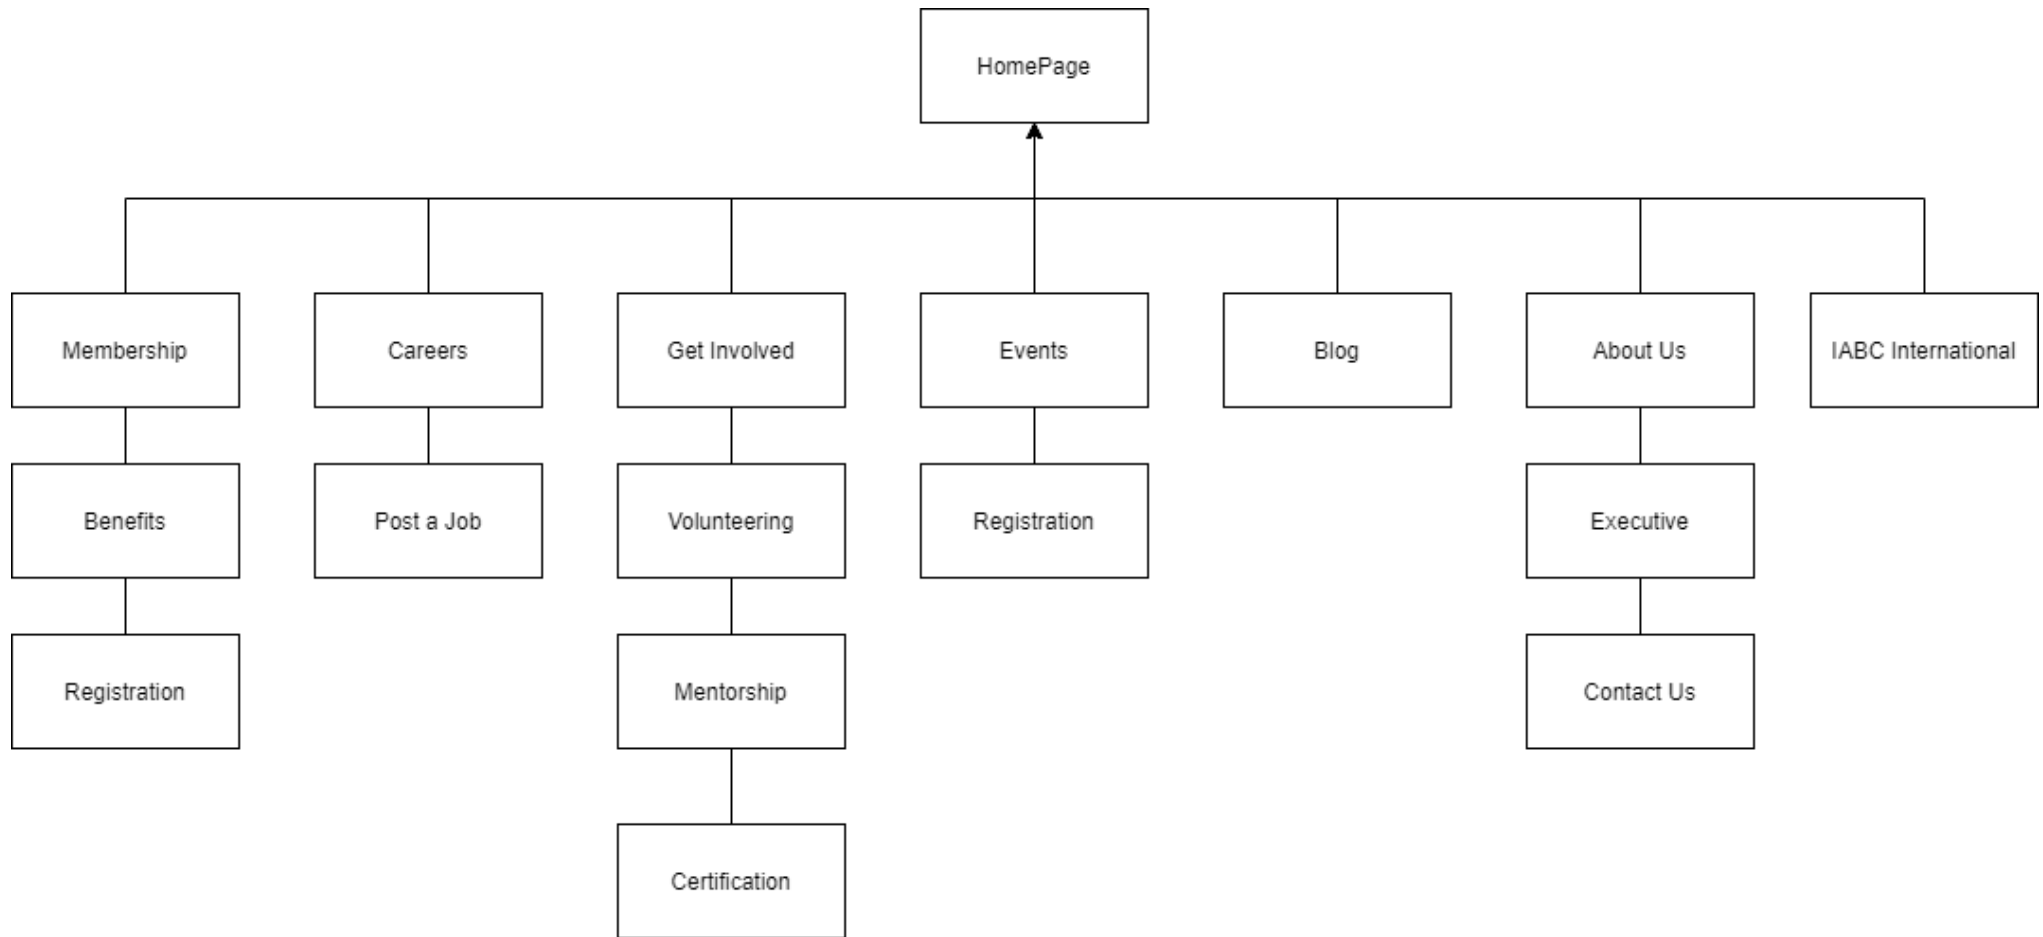 HomePage
Membership
Careers
Get Involved
Events
Blog
About Us
IABC International
Benefits
Post a Job
Volunteering
Registration
Executive
Registration
Mentorship
Contact Us
Certification